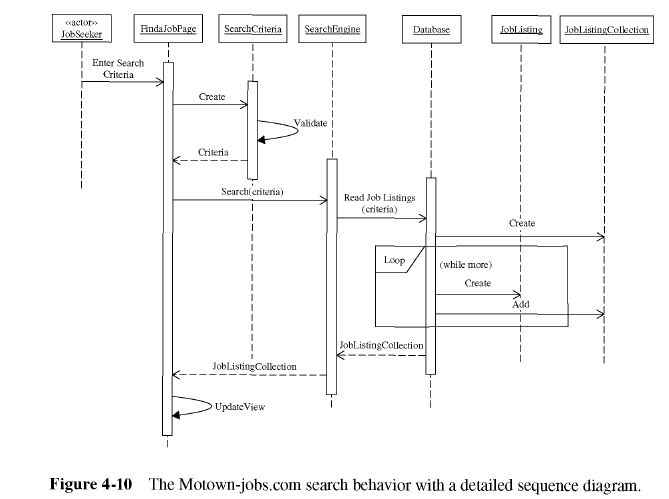 «actor»
JobSeeker
FindaJobPage
SearchCriteria
SearchEngine
Database
JobListing
JobListingCollection
Enter Search
Criteria
Create
Validate
Criteria
Search(criteria)
Read Job Listings
(criteria)
Create
Loop
(while more)
Create
Add
JobListingCollection
JobListingCollection
UpdateView
Figure 4-10 The Motown-jobs.com search behavior with a detailed sequence diagram.